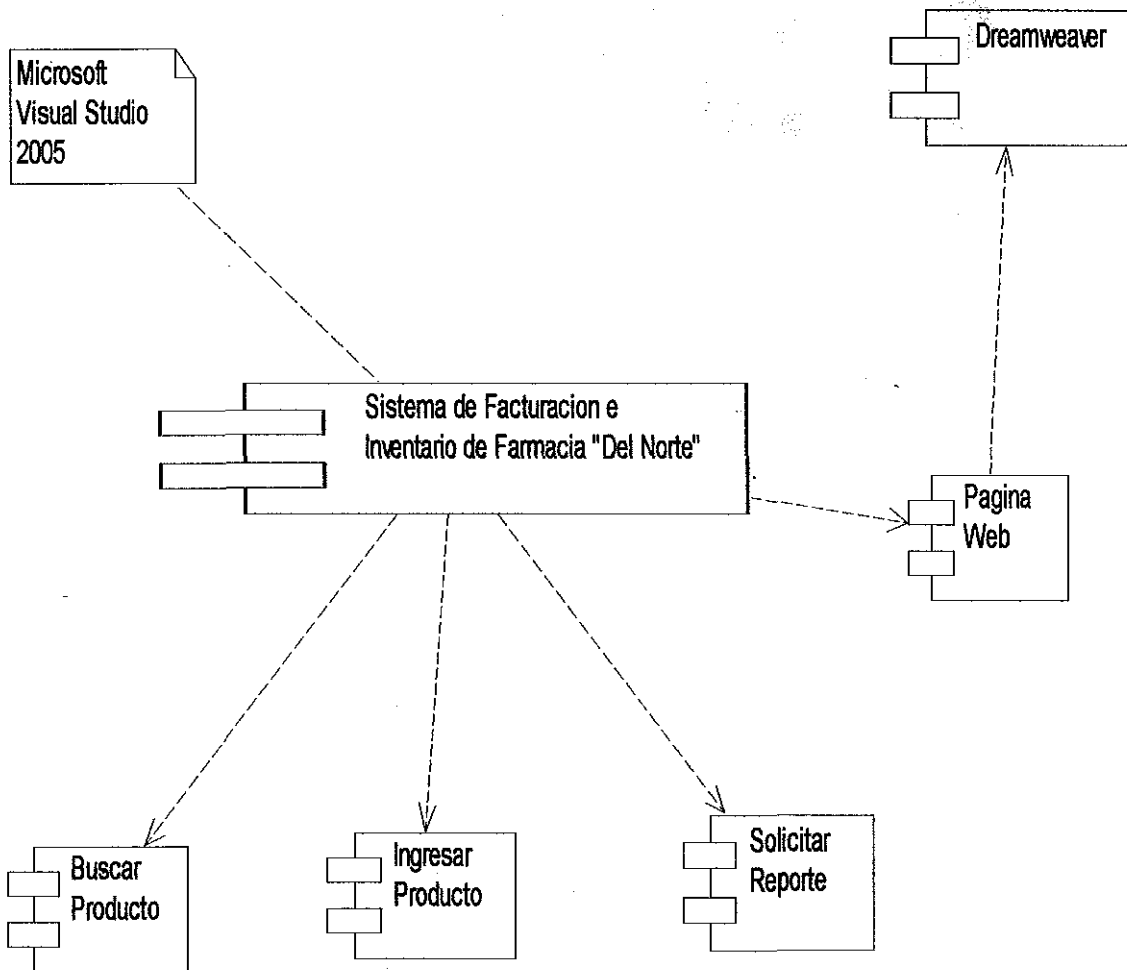 Dreamweaver
Microsoft
Visual Studio
2005
Sistema de Facturacion e
Inventario de Farmacia "Del Norte"
Pagina
Web
Buscar
Producto
Ingresar
Producto
Solicitar
Reporte